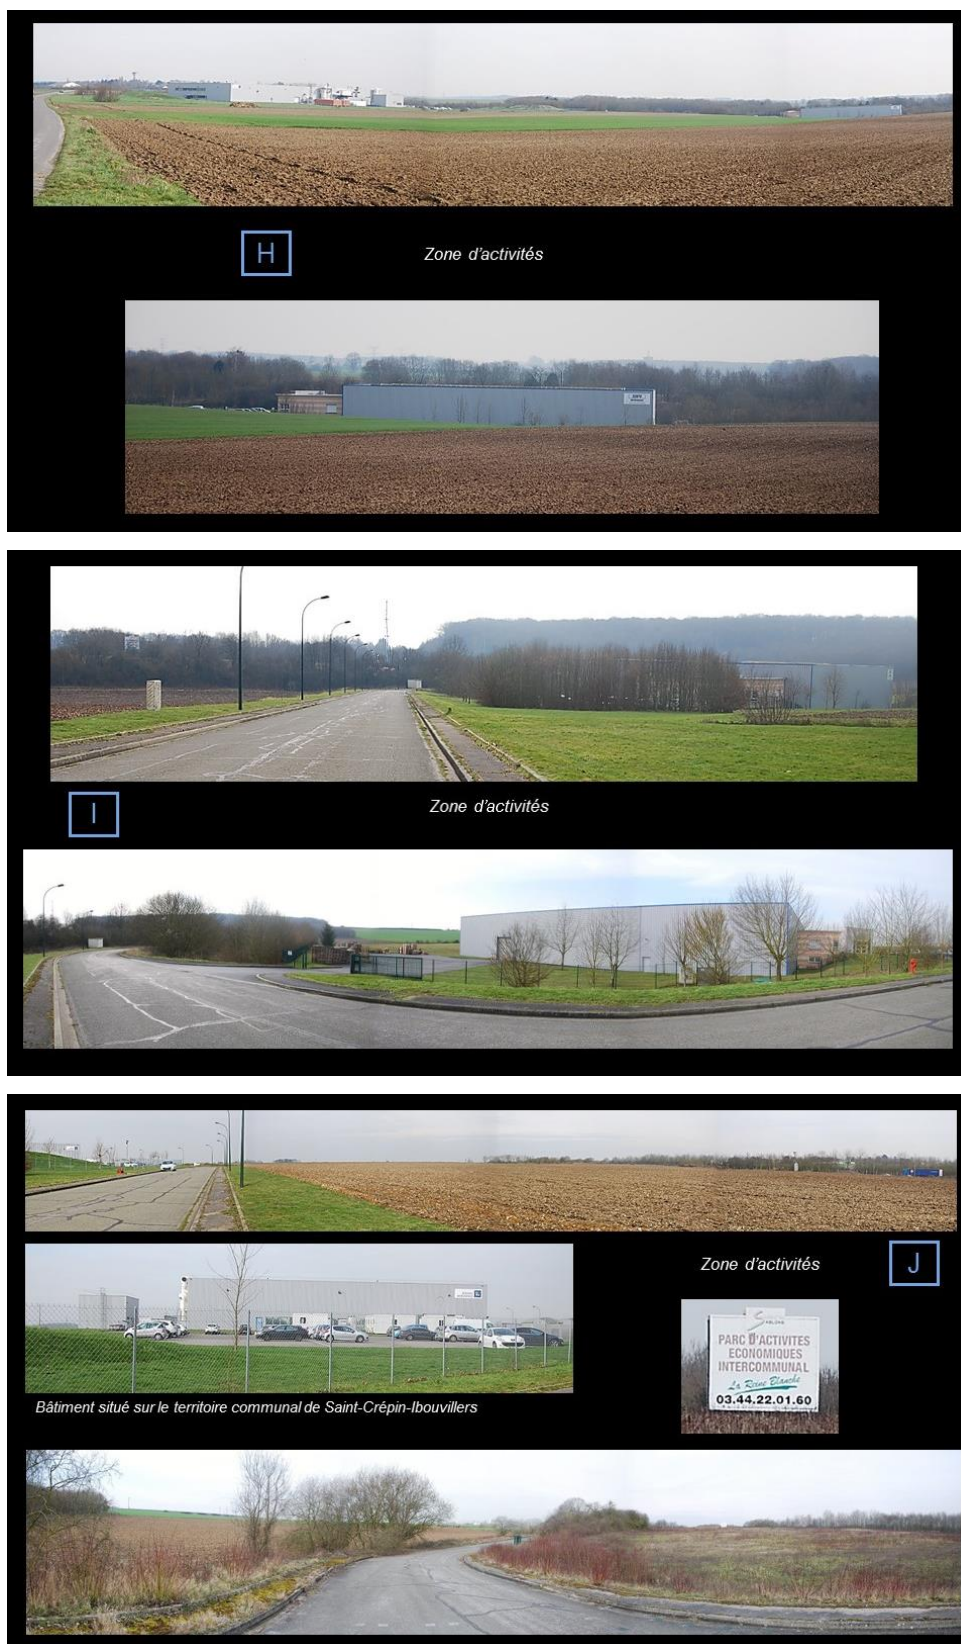 H
Zone d'activités
I
Zone d'activités
Zone d'activités
J
SABLONS
PARC D'ACTIVITES
ECONOMIQUES
INTERCOMMUNAL
La Reine Blanche
03.44.22.01.60
Bâtiment situé sur le territoire communal de Saint-Crépin-Ibouvillers